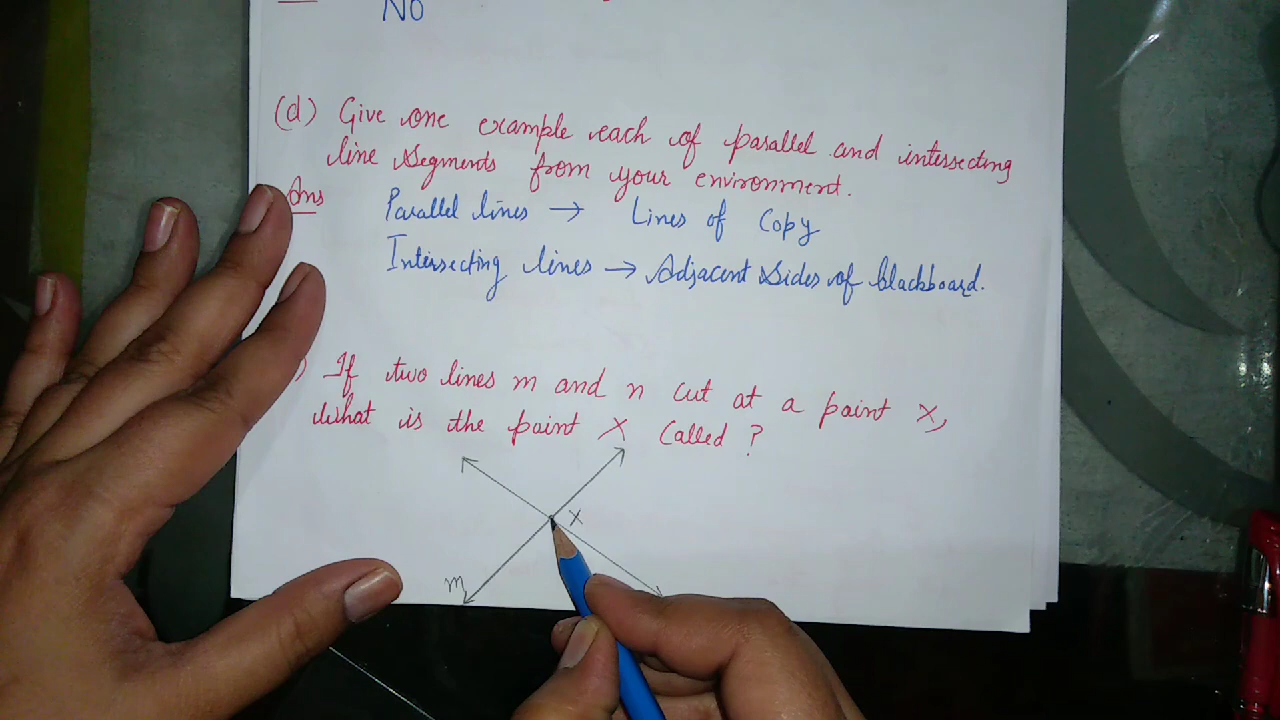 No
(d) Give one example each of parallel and intersecting
line segments from your environment.
Ans Parallel lines → Lines of Copy
Intersecting lines → Adjacent sides of blackboard.
) If two lines m and n cut at a point X,
What is the point X Called ?
X
m